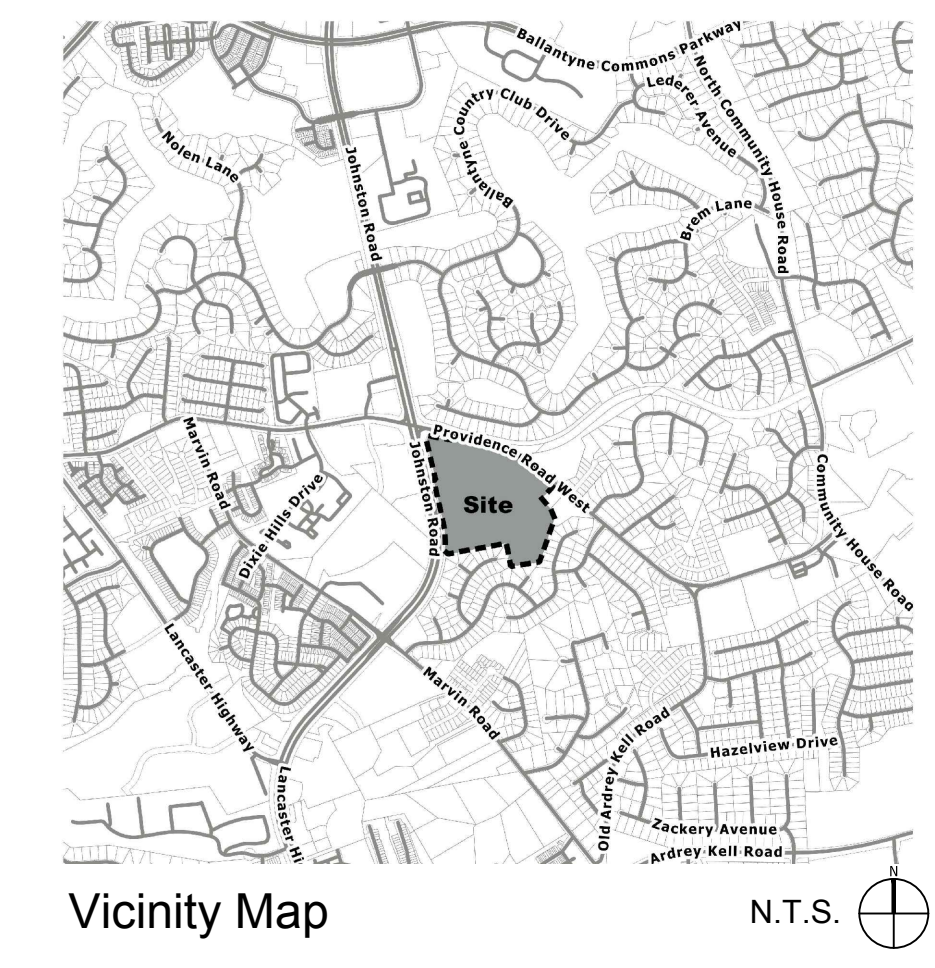 Ballantyne Commons Parkway
North Community House Road
Lederer Avenue
Ballantyne Country Club Drive
Nolen Lane
Johnston Road
Brem Lane
Marvin Road
Providence Road West
Johnston Road
Site
Dixie Hills Drive
Community House Road
Lancaster Highway
Marvin Road
Old Ardrey Kell Road
Hazelview Drive
Lancaster Hi
Zackery Avenue
Ardrey Kell Road
Vicinity Map
N.T.S.
N